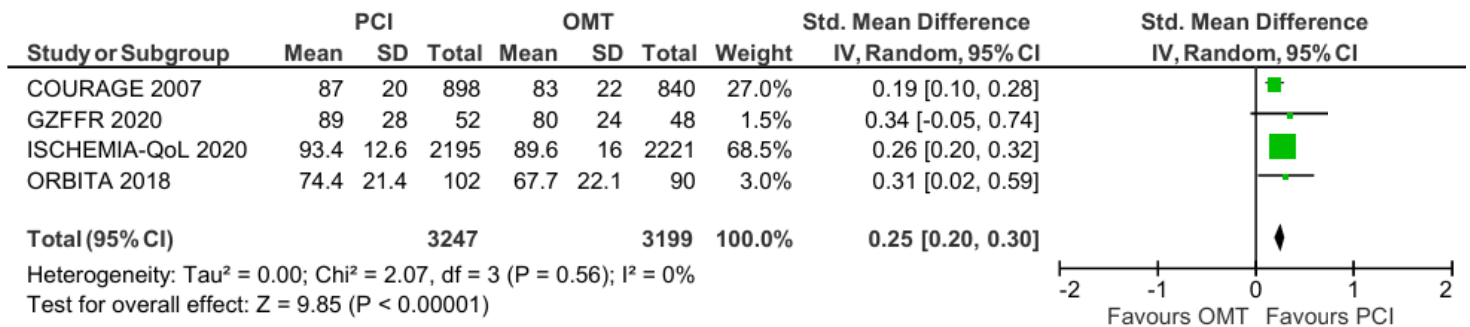 PCI OMT Std. Mean Difference Std. Mean Difference
Study or Subgroup Mean SD Total Mean SD Total Weight IV, Random, 95% CI IV, Random, 95% CI
COURAGE 2007 87 20 898 83 22 840 27.0% 0.19 [0.10, 0.28]
GZFFR 2020 89 28 52 80 24 48 1.5% 0.34 [-0.05, 0.74]
ISCHEMIA-QoL 2020 93.4 12.6 2195 89.6 16 2221 68.5% 0.26 [0.20, 0.32]
ORBITA 2018 74.4 21.4 102 67.7 22.1 90 3.0% 0.31 [0.02, 0.59]
Total (95% CI) 3247 3199 100.0% 0.25 [0.20, 0.30]
Heterogeneity: Tau² = 0.00; Chi² = 2.07, df = 3 (P = 0.56); I² = 0%
Test for overall effect: Z = 9.85 (P < 0.00001)
-2 -1 0 1 2
Favours OMT Favours PCI